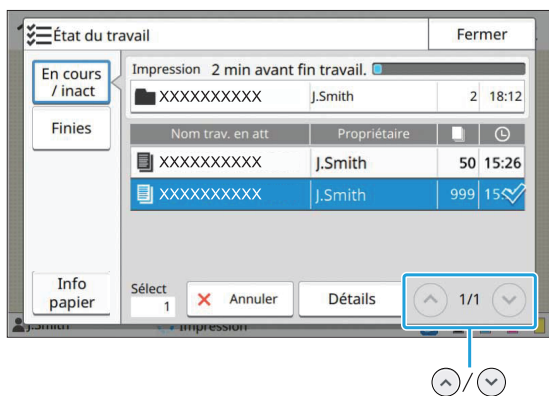 État du travail
Fermer
En cours
/ inact
Impression 2 min avant fin travail.
XXXXXXXXXX J.Smith 2 18:12
Finies
Nom trav. en att Propriétaire
XXXXXXXXXX J.Smith 50 15:26
XXXXXXXXXX J.Smith 999
Info
papier
Sélect
1
Annuler
Détails
1/1
J.Smith Impression
/